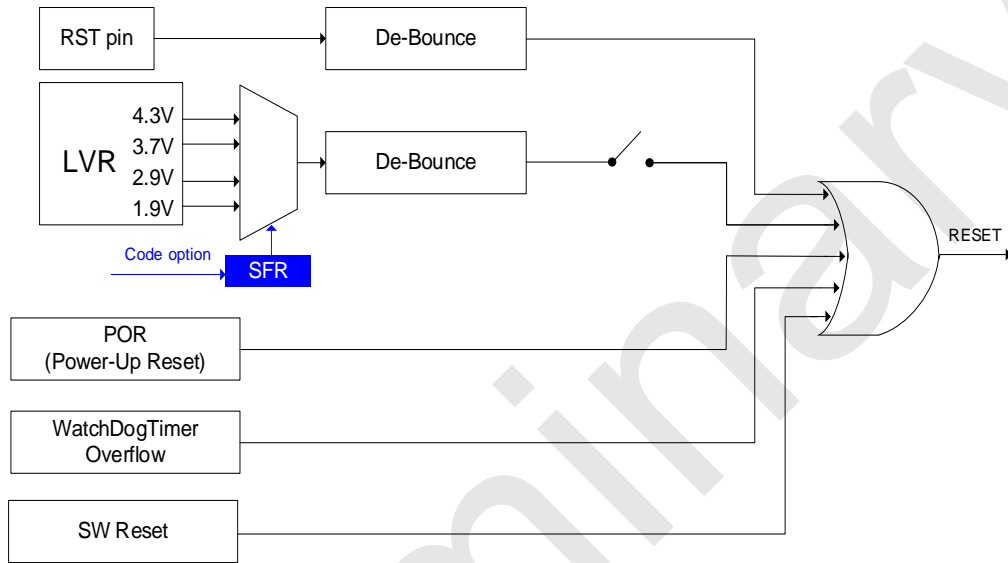 RST pin
De-Bounce
LVR
4.3V
3.7V
2.9V
1.9V
De-Bounce
Code option
SFR
RESET
POR
(Power-Up Reset)
WatchDogTimer
Overflow
SW Reset